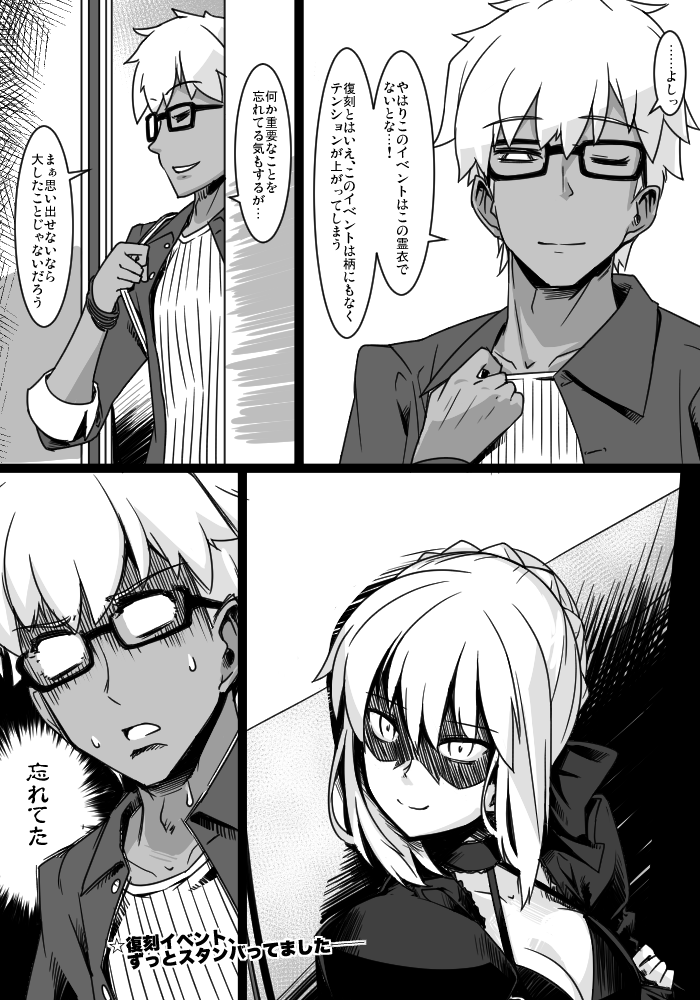 ……よしっ
やはりこのイベントはこの霊衣で
ないとな…！
復刻とはいえ、このイベントは柄にもなく
テンションが上がってしまう
何か重要なことを
忘れてる気もするが…
まぁ思い出せないなら
大したことじゃないだろう
忘れてた
☆復刻イベント、
ずっとスタンバってました――